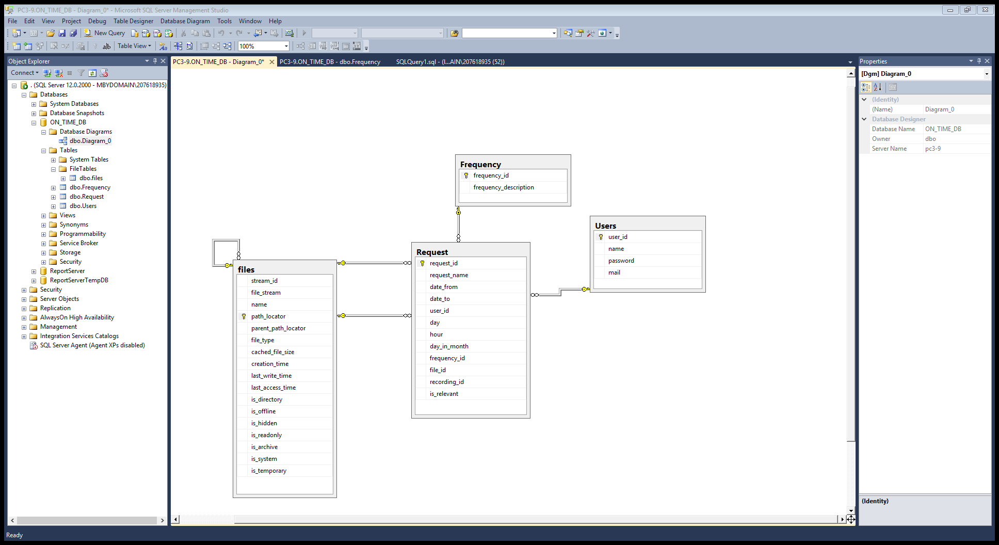 PC3-9.ON_TIME_DB - Diagram_0* - Microsoft SQL Server Management Studio
File Edit View Project Debug Table Designer Database Diagram Tools Window Help
New Query
ab| Table View 100%
Object Explorer
Connect
. (SQL Server 12.0.2000 - MBYDOMAIN\207618935)
Databases
System Databases
Database Snapshots
ON_TIME_DB
Database Diagrams
dbo.Diagram_0
Tables
System Tables
FileTables
dbo.files
dbo.Frequency
dbo.Request
dbo.Users
Views
Synonyms
Programmability
Service Broker
Storage
Security
ReportServer
ReportServerTempDB
Security
Server Objects
Replication
AlwaysOn High Availability
Management
Integration Services Catalogs
SQL Server Agent (Agent XPs disabled)
PC3-9.ON_TIME_DB - Diagram_0* PC3-9.ON_TIME_DB - dbo.Frequency SQLQuery1.sql - (l...AIN\207618935 (52))
Frequency
frequency_id
frequency_description
Users
user_id
name
password
mail
files
stream_id
file_stream
name
path_locator
parent_path_locator
file_type
cached_file_size
creation_time
last_write_time
last_access_time
is_directory
is_offline
is_hidden
is_readonly
is_archive
is_system
is_temporary
Request
request_id
request_name
date_from
date_to
user_id
day
hour
day_in_month
frequency_id
file_id
recording_id
is_relevant
Properties
[Dgm] Diagram_0
(Identity)
(Name) Diagram_0
Database Designer
Database Name ON_TIME_DB
Owner dbo
Server Name pc3-9
(Identity)
Ready